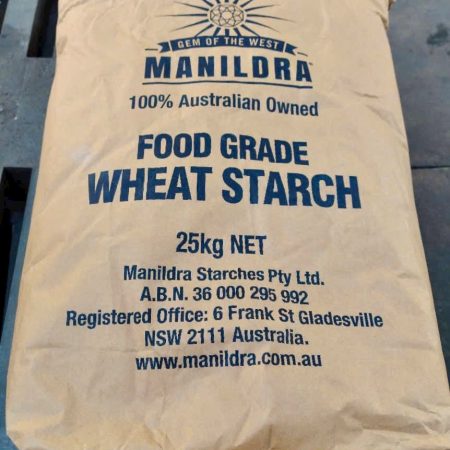 GEM OF THE WEST
MANILDRA
100% Australian Owned
FOOD GRADE
WHEAT STARCH
25kg NET
Manildra Starches Pty Ltd.
A.B.N. 36 000 295 992
Registered Office: 6 Frank St Gladesville
NSW 2111 Australia.
www.manildra.com.au